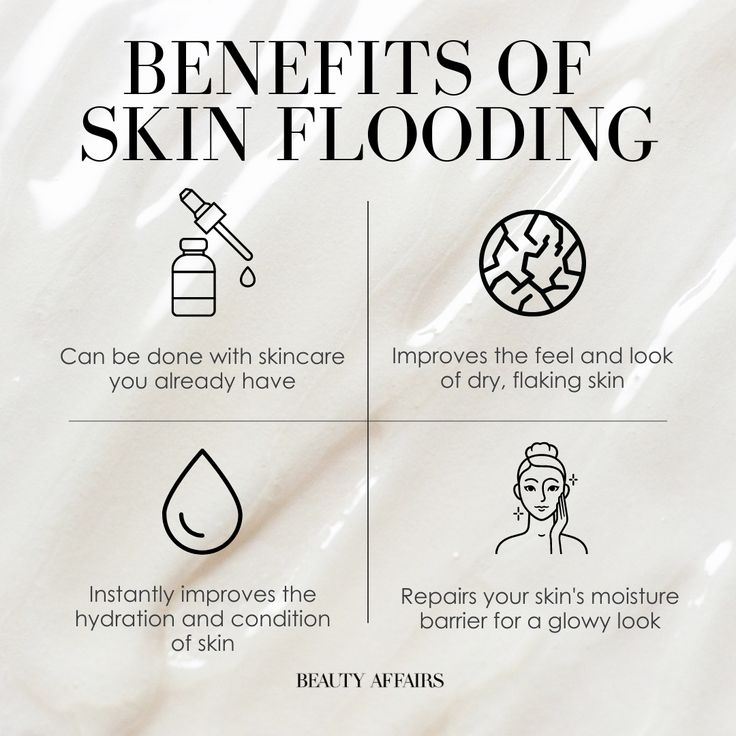 BENEFITS OF
SKIN FLOODING
Can be done with skincare
you already have
Improves the feel and look
of dry, flaking skin
Instantly improves the
hydration and condition
of skin
Repairs your skin's moisture
barrier for a glowy look
BEAUTY AFFAIRS